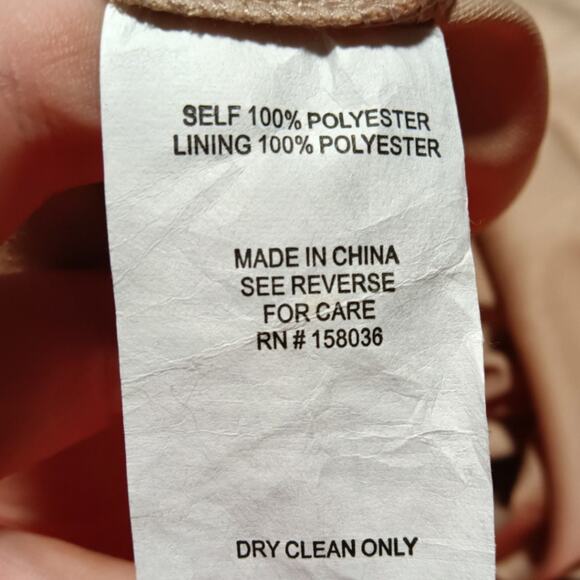 SELF 100% POLYESTER
LINING 100% POLYESTER
MADE IN CHINA
SEE REVERSE
FOR CARE
RN # 158036
DRY CLEAN ONLY